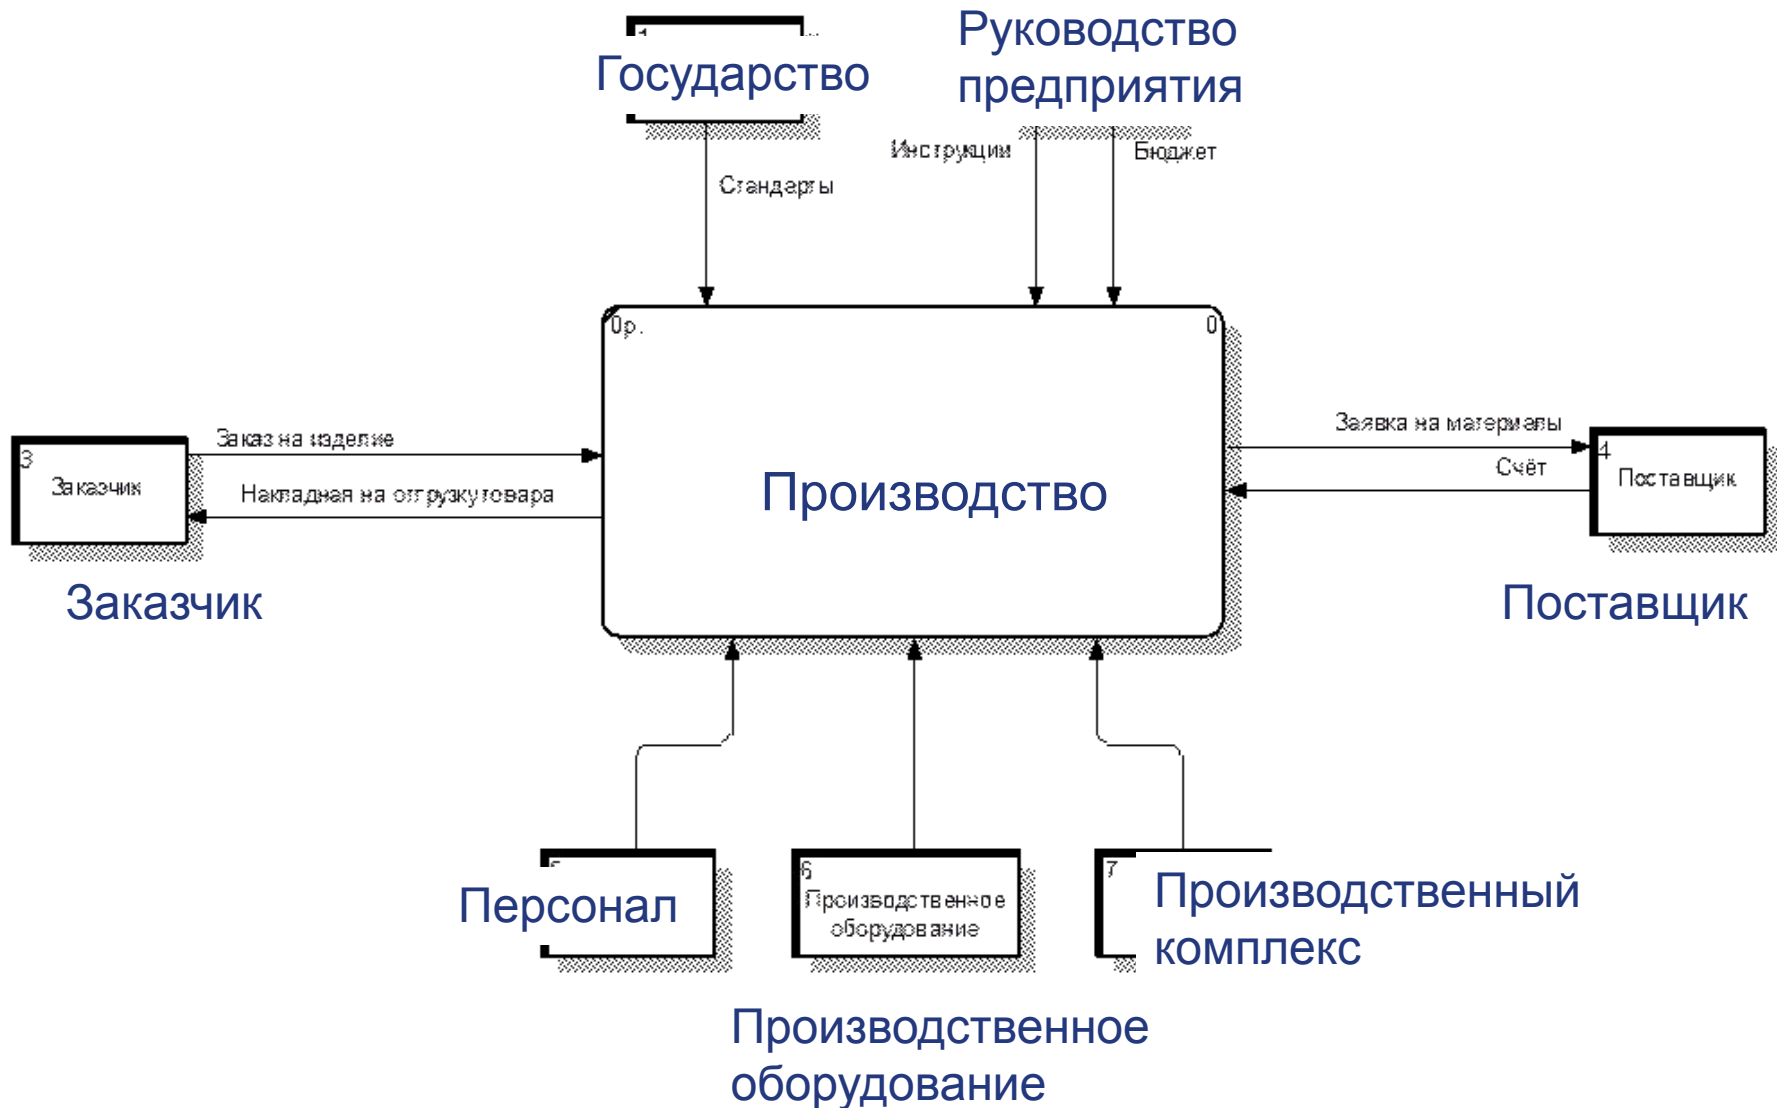 1
Государство
Руководство
предприятия
Инструкции
Бюджет
Стандарты
0р.
0
Производство
Заказ на изделие
Накладная на отгрузку товара
3
Заказчик
Заказчик
Заявка на материалы
Счёт
4
Поставщик
Поставщик
Персонал
6
Производственное
оборудование
7
Производственный
комплекс
Производственное
оборудование